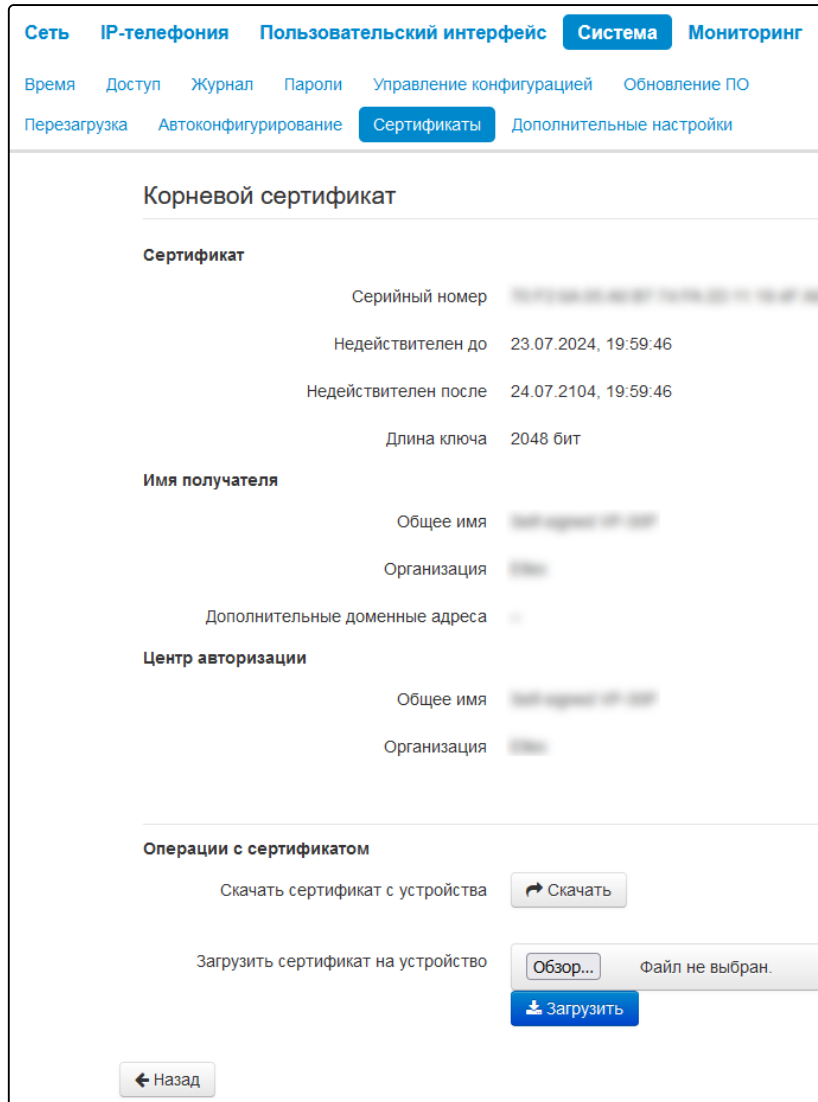 Сеть IP-телефония Пользовательский интерфейс Система Мониторинг
Время Доступ Журнал Пароли Управление конфигурацией Обновление ПО
Перезагрузка Автоконфигурирование Сертификаты Дополнительные настройки
Корневой сертификат
Сертификат
Серийный номер
Недействителен до 23.07.2024, 19:59:46
Недействителен после 24.07.2104, 19:59:46
Длина ключа 2048 бит
Имя получателя
Общее имя
Организация
Дополнительные доменные адреса
Центр авторизации
Общее имя
Организация
Операции с сертификатом
Скачать сертификат с устройства Скачать
Загрузить сертификат на устройство Обзор... Файл не выбран.
Загрузить
Назад